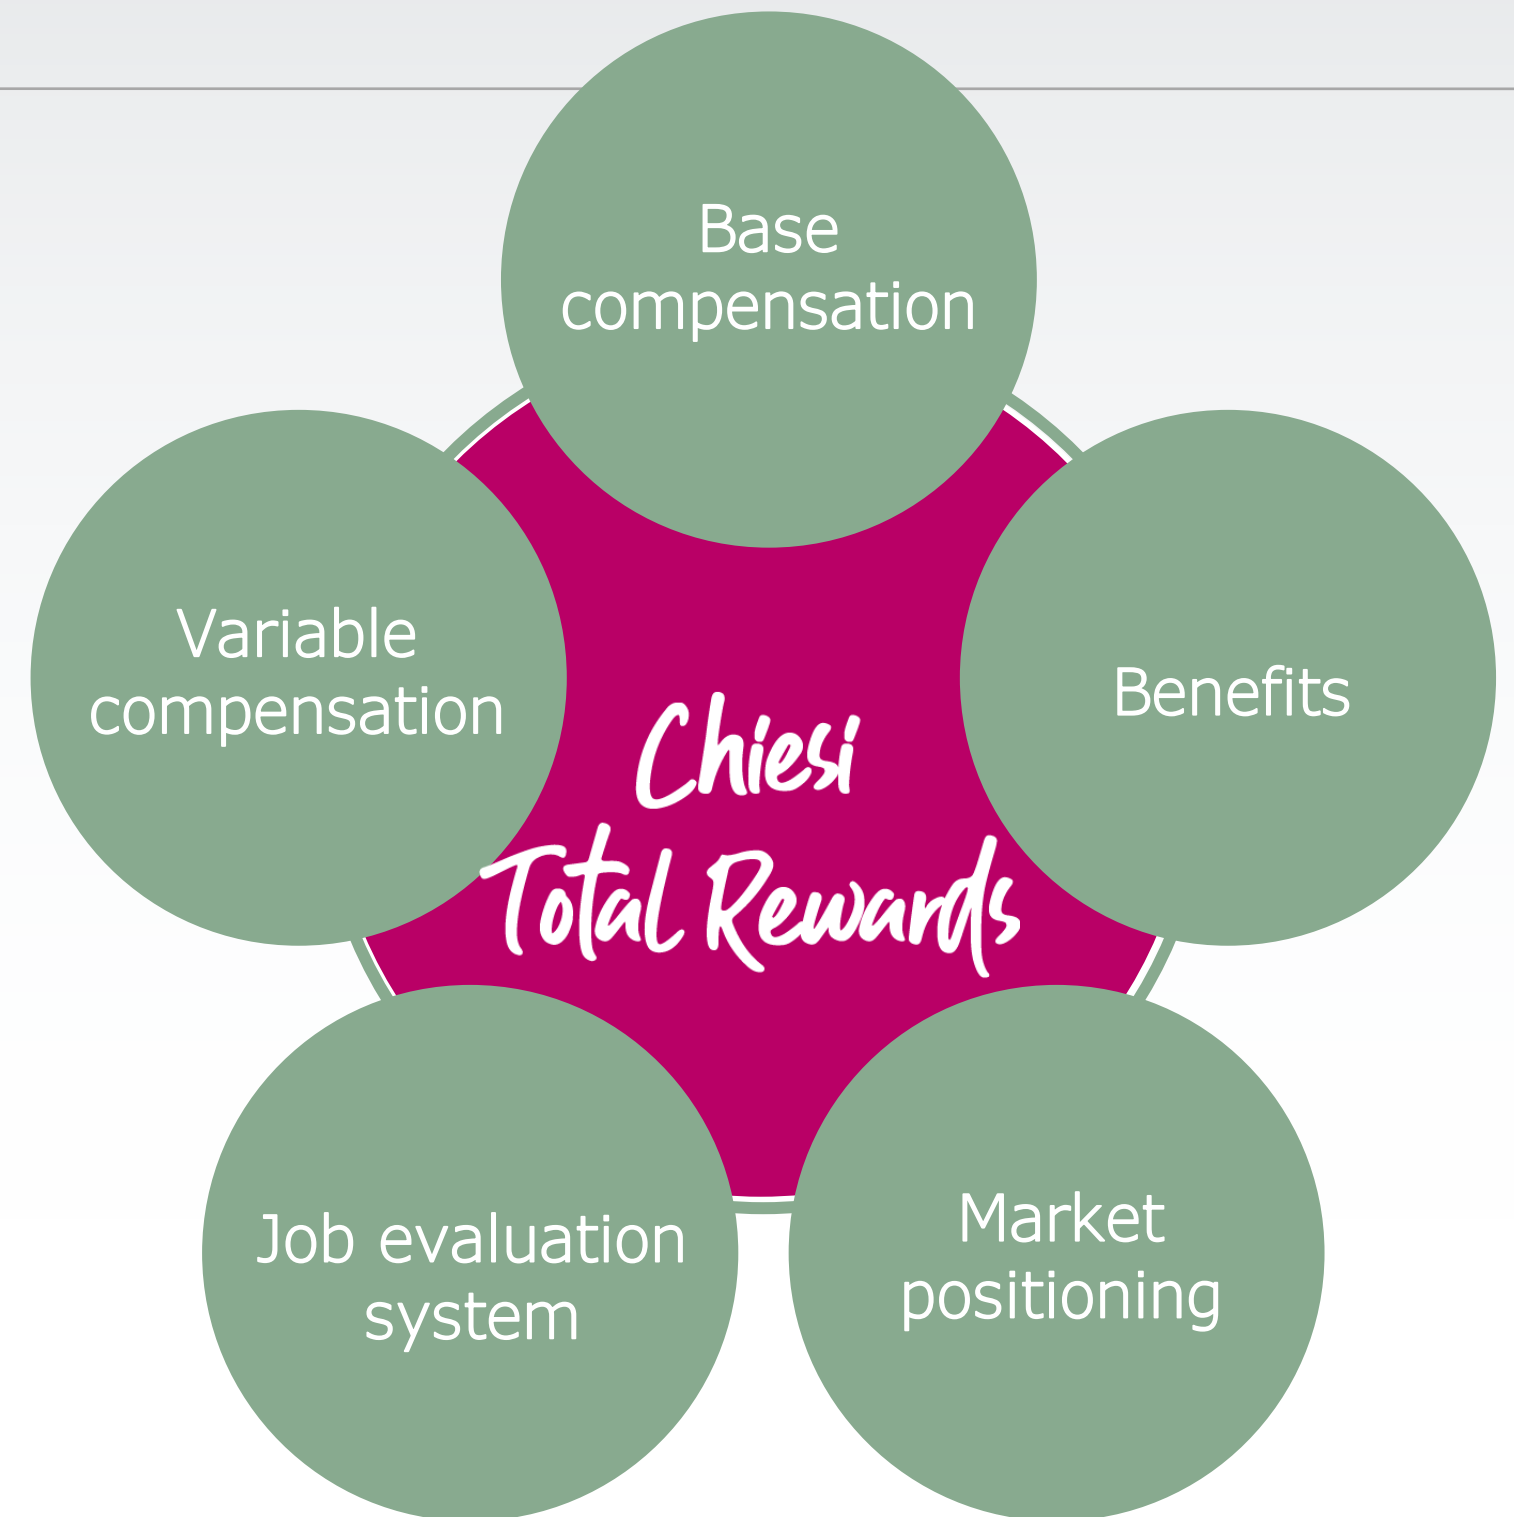 Base
compensation
Variable
compensation
Benefits
Chiesi
Total Rewards
Job evaluation
system
Market
positioning